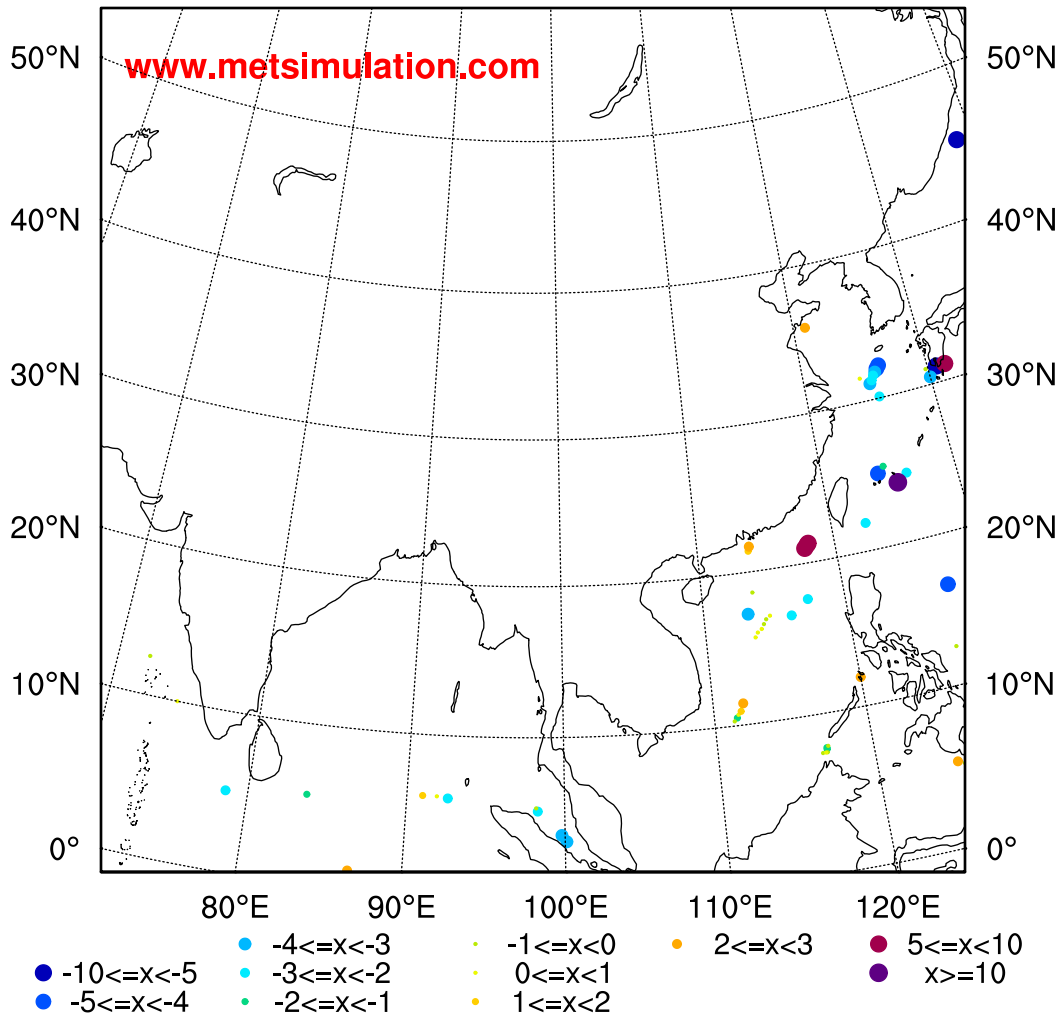 www.metsimulation.com
50°N 50°N
40°N 40°N
30°N 30°N
20°N 20°N
10°N 10°N
0° 0°
80°E 90°E 100°E 110°E 120°E
-4<=x<-3 -1<=x<0 2<=x<3 5<=x<10
-10<=x<-5 -3<=x<-2 0<=x<1 x>=10
-5<=x<-4 -2<=x<-1 1<=x<2